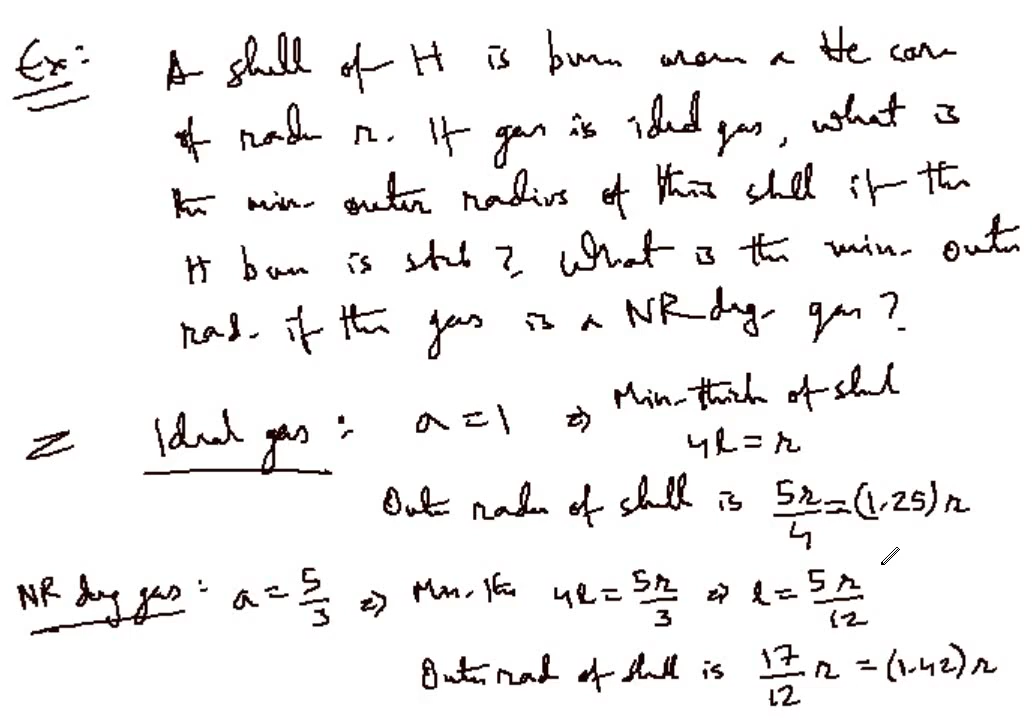 Ex: A shell of H is burn aroun a He core
of radi r. If gas is ideal gas, what is
the min- outer radius of this shell if the
H burn is stab? What is the min- outer
rad. if the gas is a NR deg- gas?
Ideal gas: a = 1 ⇒ Min-thick of shell
4l = r
Outer radu of shell is 5r/4 = (1.25) r
NR deg gas: a = 5/3 ⇒ Min-th 4l = 5r/3 ⇒ l = 5r/12
Outer rad of shell is 17/12 r = (1.42) r